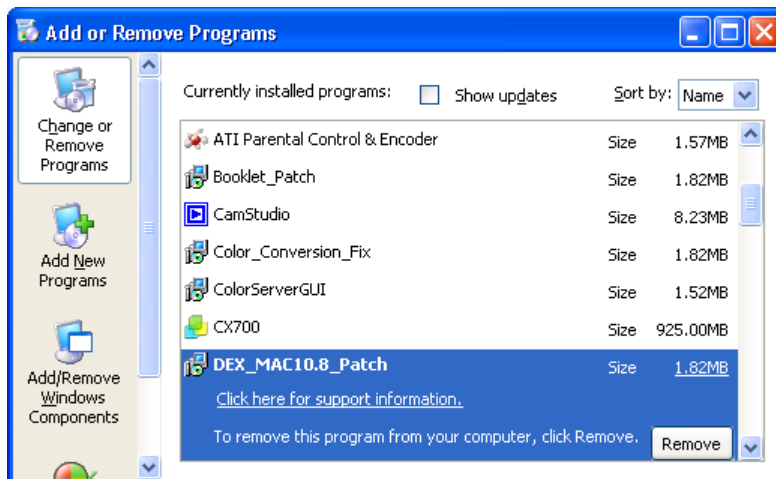 Add or Remove Programs
Change or
Remove
Programs
Add New
Programs
Add/Remove
Windows
Components
Currently installed programs: Show updates Sort by: Name
ATI Parental Control & Encoder Size 1.57MB
Booklet_Patch Size 1.82MB
CamStudio Size 8.23MB
Color_Conversion_Fix Size 1.82MB
ColorServerGUI Size 1.52MB
CX700 Size 925.00MB
DEX_MAC10.8_Patch Size 1.82MB
Click here for support information.
To remove this program from your computer, click Remove. Remove